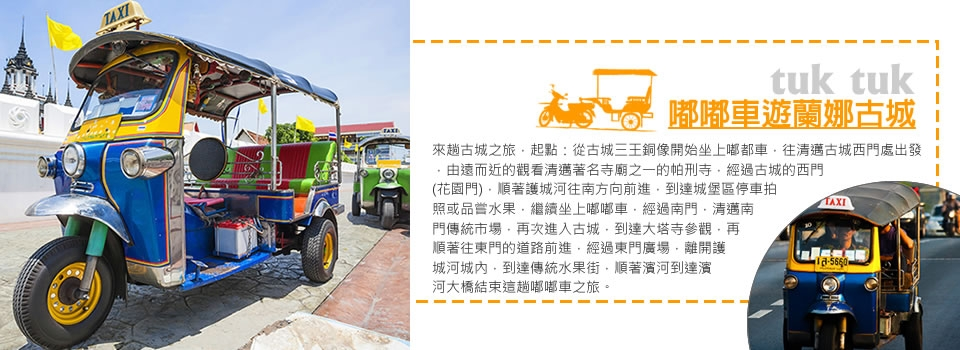 TAXI
TAXI
tuk tuk
嘟嘟車遊蘭娜古城
來趟古城之旅．起點：從古城三王銅像開始坐上嘟都車．往清邁古城西門處出發
．由遠而近的觀看清邁著名寺廟之一的帕刑寺．經過古城的西門
(花園門)．順著護城河往南方向前進．到達城堡區停車拍
照或品嘗水果．繼續坐上嘟嘟車．經過南門．清邁南
門傳統市場．再次進入古城．到達大塔寺參觀．再
順著往東門的道路前進．經過東門廣場．離開護
城河城內．到達傳統水果街．順著濱河到達濱
河大橋結束這趟嘟嘟車之旅。
TAXI